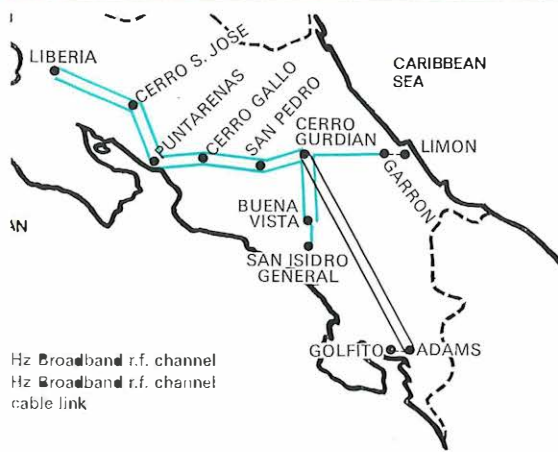 LIBERIA
CERRO S. JOSE
PUNTARENAS
CERRO GALLO
SAN PEDRO
CERRO
GURDIAN
CARIBBEAN
SEA
LIMON
GARRON
BUENA
VISTA
SAN ISIDRO
GENERAL
GOLFITO
ADAMS
Hz Broadband r.f. channel
Hz Broadband r.f. channel
cable link